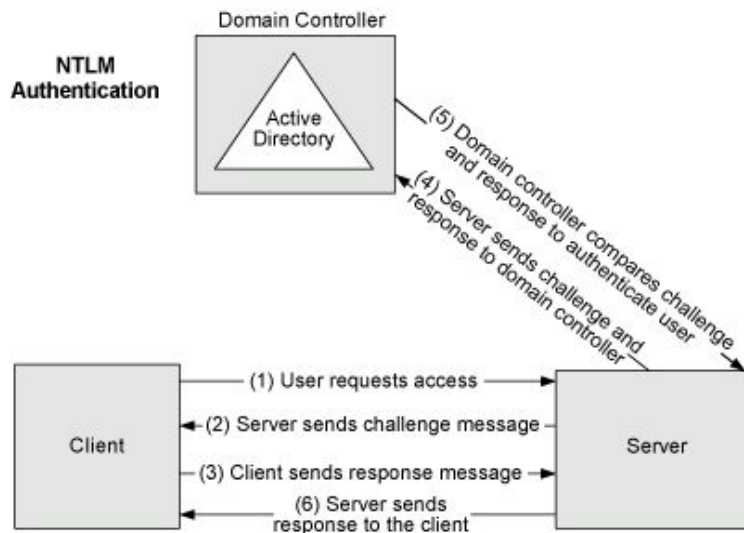 Domain Controller
NTLM
Authentication
Active
Directory
(5) Domain controller compares challenge
and response to authenticate user
(4) Server sends challenge and
response to domain controller
(1) User requests access
(2) Server sends challenge message
(3) Client sends response message
(6) Server sends
response to the client
Client
Server